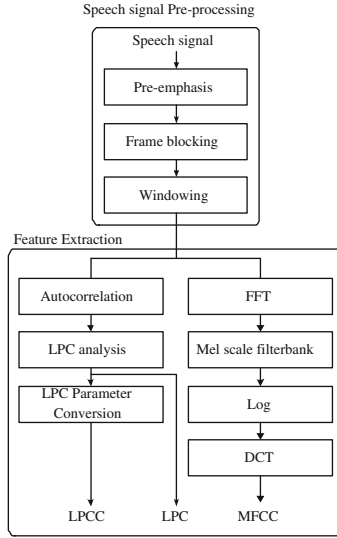 Speech signal Pre-processing
Speech signal
Pre-emphasis
Frame blocking
Windowing
Feature Extraction
Autocorrelation
LPC analysis
LPC Parameter
Conversion
FFT
Mel scale filterbank
Log
DCT
LPCC
LPC
MFCC